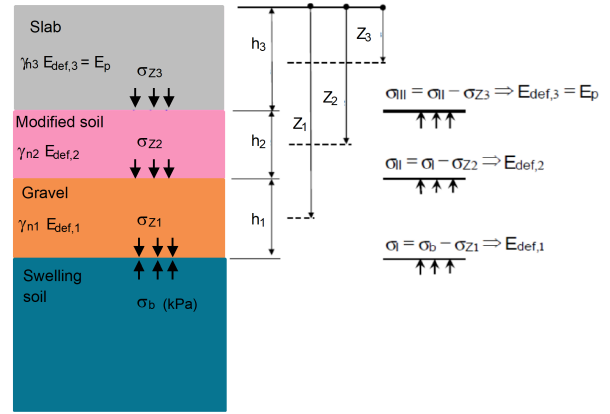 Slab
γn3 Edef,3 = Ep
σZ3
Modified soil
γn2 Edef,2
σZ2
Gravel
γn1 Edef,1
σZ1
Swelling
soil
σb (kPa)
h3
h2
h1
Z3
Z2
Z1
σIII = σII – σZ3 ⇒ Edef,3 = Ep
σII = σI – σZ2 ⇒ Edef,2
σI = σb – σZ1 ⇒ Edef,1